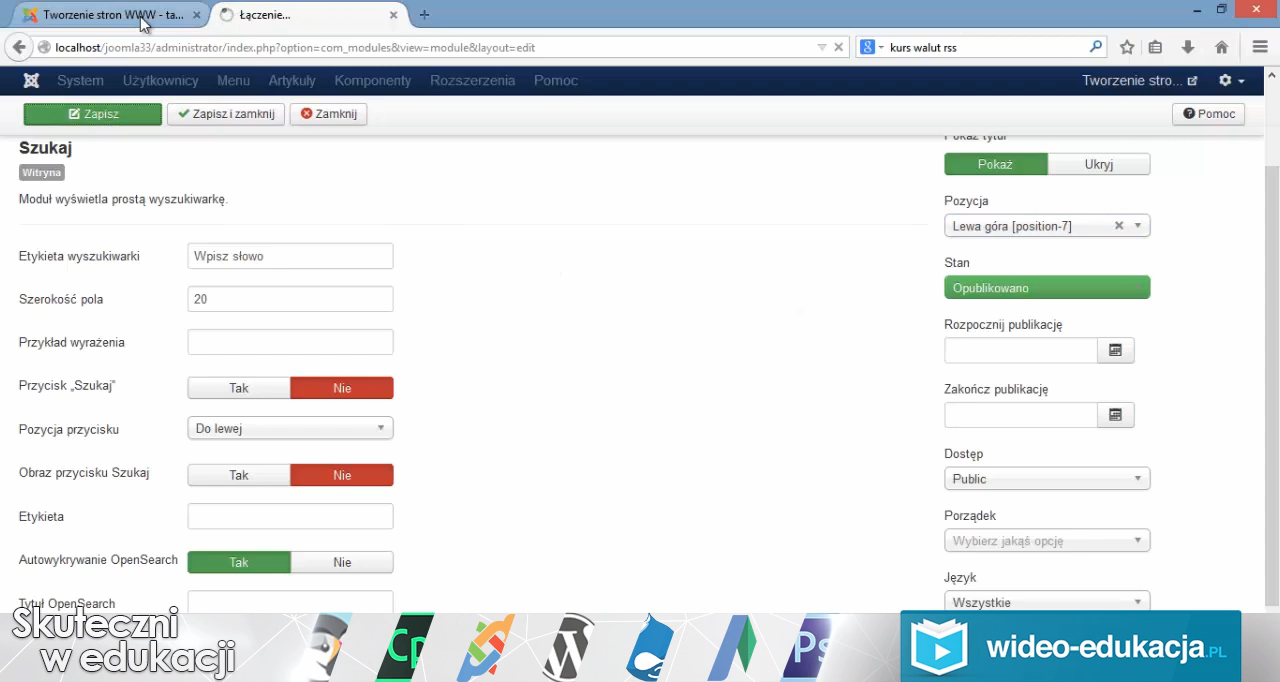 Tworzenie stron WWW - ta...
Łączenie...
localhost/joomla33/administrator/index.php?option=com_modules&view=module&layout=edit
kurs walut rss
System Użytkownicy Menu Artykuły Komponenty Rozszerzenia Pomoc
Tworzenie stro...
Zapisz
Zapisz i zamknij
Zamknij
Pomoc
Szukaj
Witryna
Moduł wyświetla prostą wyszukiwarkę.
Etykieta wyszukiwarki
Wpisz słowo
Szerokość pola
20
Przykład wyrażenia
Przycisk „Szukaj”
Tak Nie
Pozycja przycisku
Do lewej
Obraz przycisku Szukaj
Tak Nie
Etykieta
Autowykrywanie OpenSearch
Tak Nie
Tytuł OpenSearch
Pokaż tytuł
Pokaż Ukryj
Pozycja
Lewa góra [position-7]
Stan
Opublikowano
Rozpocznij publikację
Zakończ publikację
Dostęp
Public
Porządek
Wybierz jakąś opcję
Język
Wszystkie
Skuteczni
w edukacji
Cp
Ps
wideo-edukacja.PL